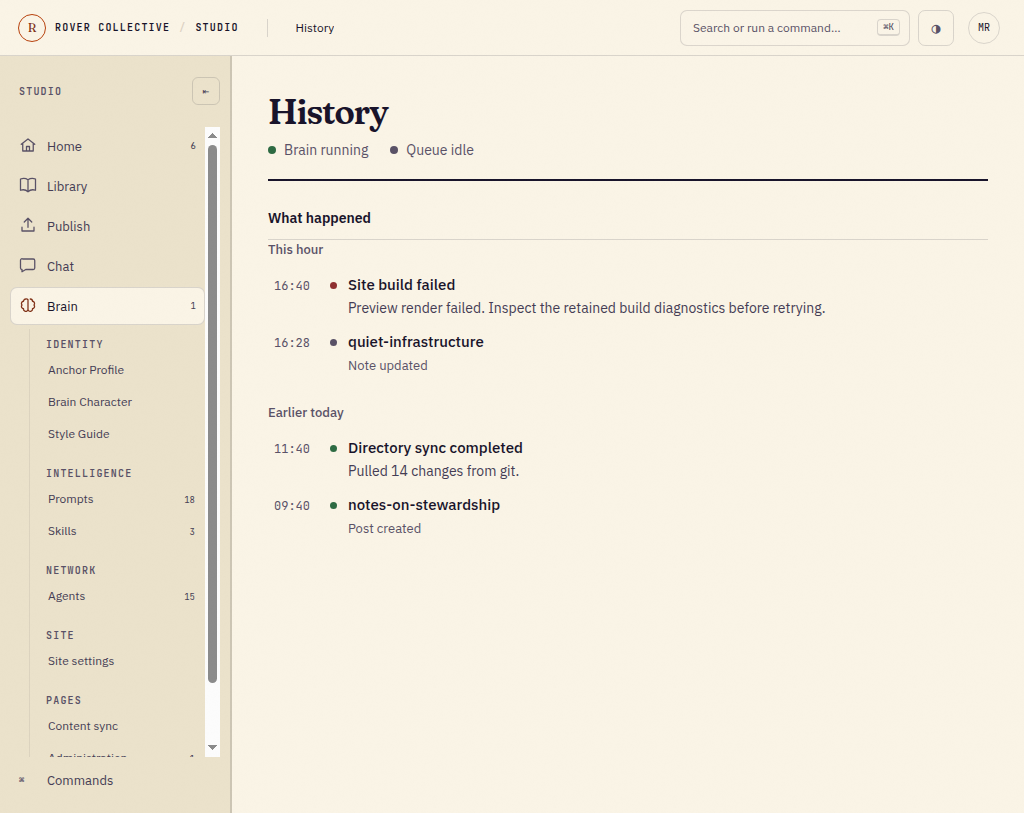 R ROVER COLLECTIVE / STUDIO History Search or run a command... ⌘K MR
STUDIO
Home 6
Library
Publish
Chat
Brain 1
IDENTITY
Anchor Profile
Brain Character
Style Guide
INTELLIGENCE
Prompts 18
Skills 3
NETWORK
Agents 15
SITE
Site settings
PAGES
Content sync
Administration 1
⌘ Commands
History
Brain running Queue idle
What happened
This hour
16:40 Site build failed
Preview render failed. Inspect the retained build diagnostics before retrying.
16:28 quiet-infrastructure
Note updated
Earlier today
11:40 Directory sync completed
Pulled 14 changes from git.
09:40 notes-on-stewardship
Post created